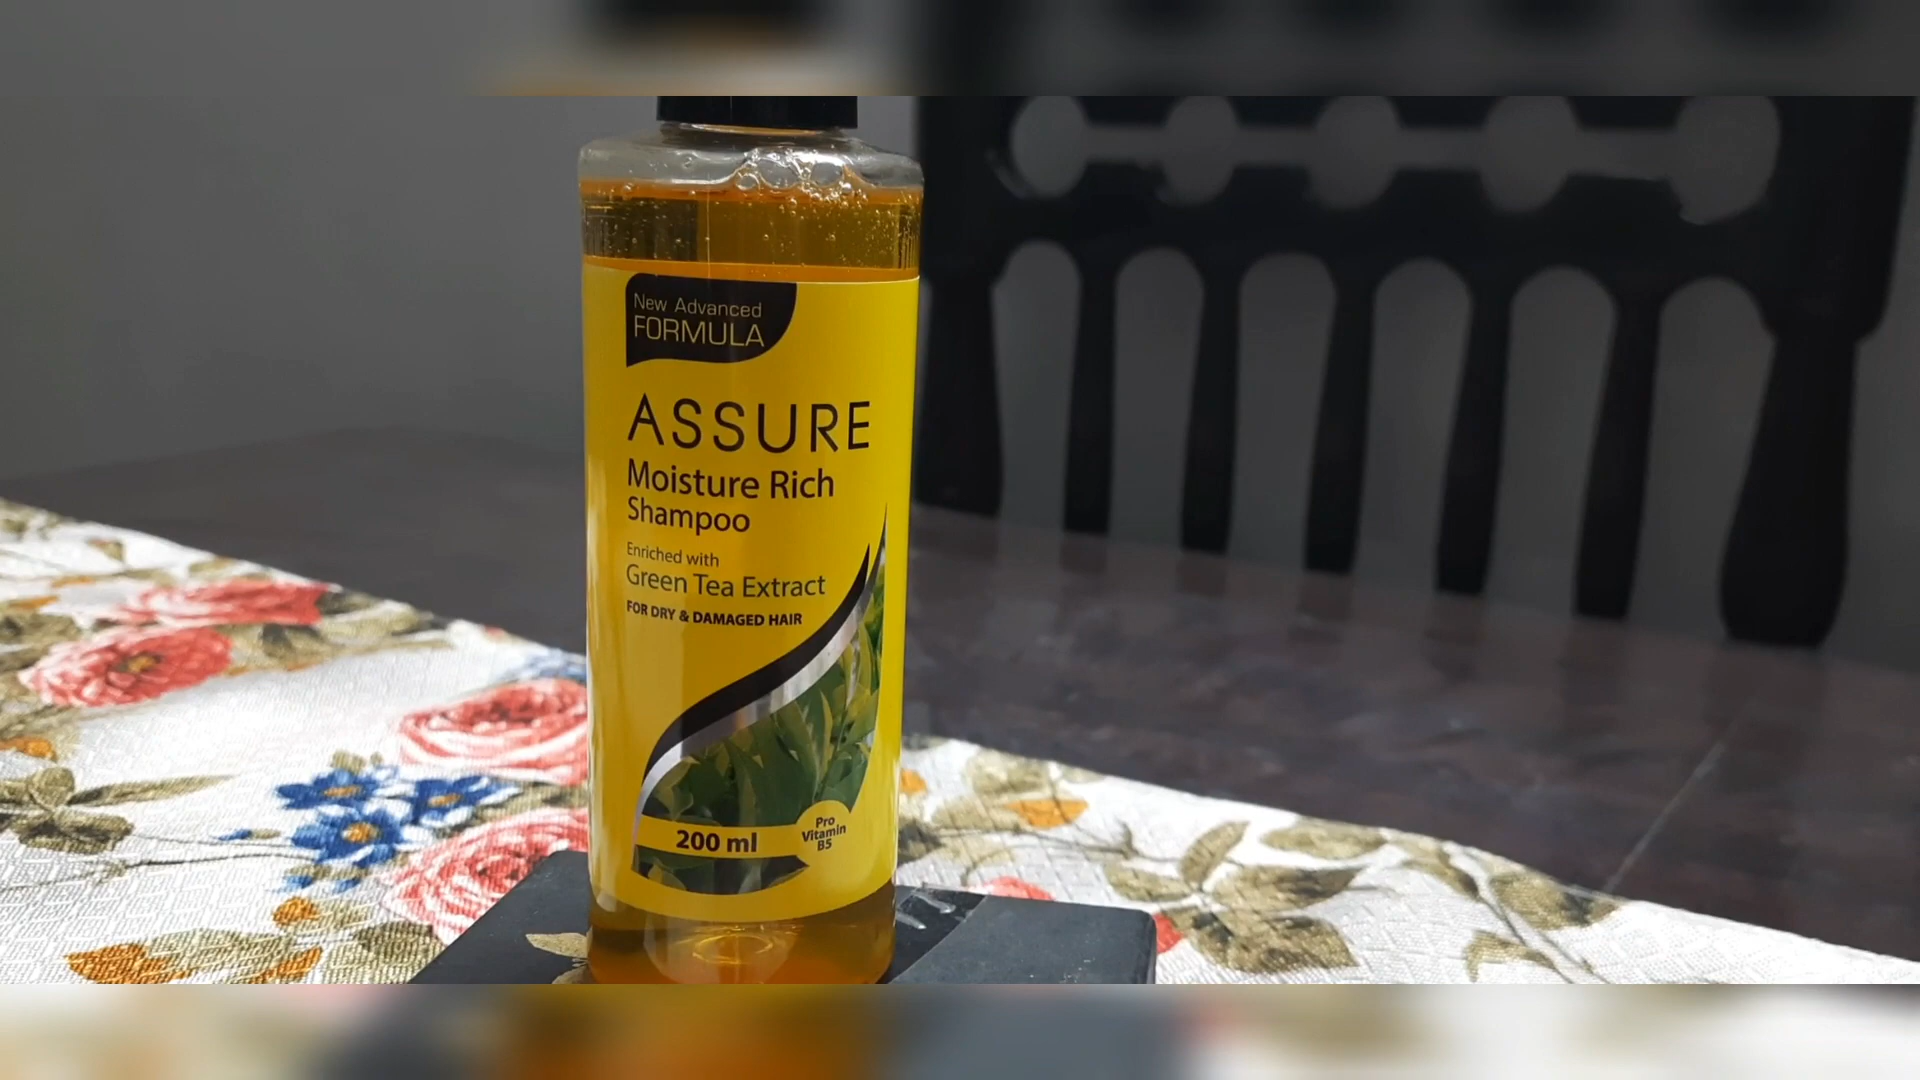 New Advanced
FORMULA
ASSURE
Moisture Rich
Shampoo
Enriched with
Green Tea Extract
FOR DRY & DAMAGED HAIR
200 ml
Pro
Vitamin
B5